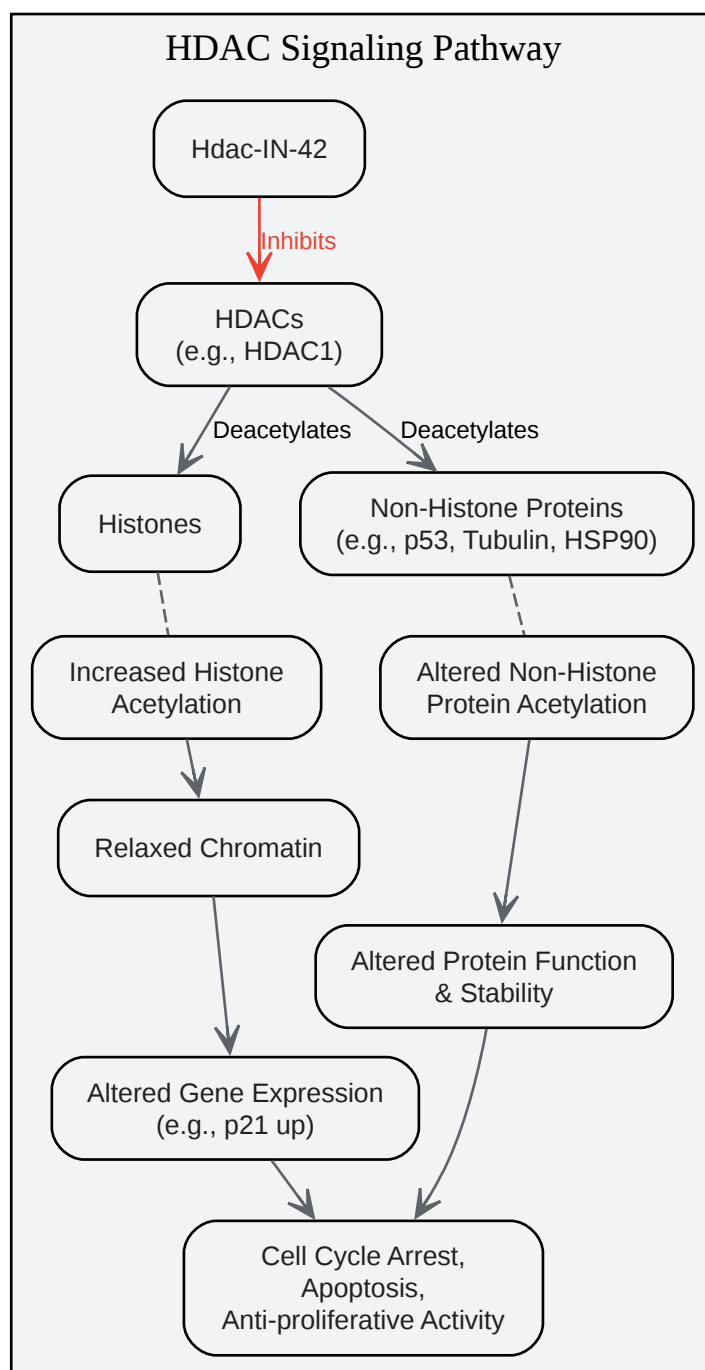 HDAC Signaling Pathway
Hdac-IN-42
Inhibits
HDACs
(e.g., HDAC1)
Deacetylates
Deacetylates
Histones
Non-Histone Proteins
(e.g., p53, Tubulin, HSP90)
Increased Histone
Acetylation
Altered Non-Histone
Protein Acetylation
Relaxed Chromatin
Altered Protein Function
& Stability
Altered Gene Expression
(e.g., p21 up)
Cell Cycle Arrest,
Apoptosis,
Anti-proliferative Activity